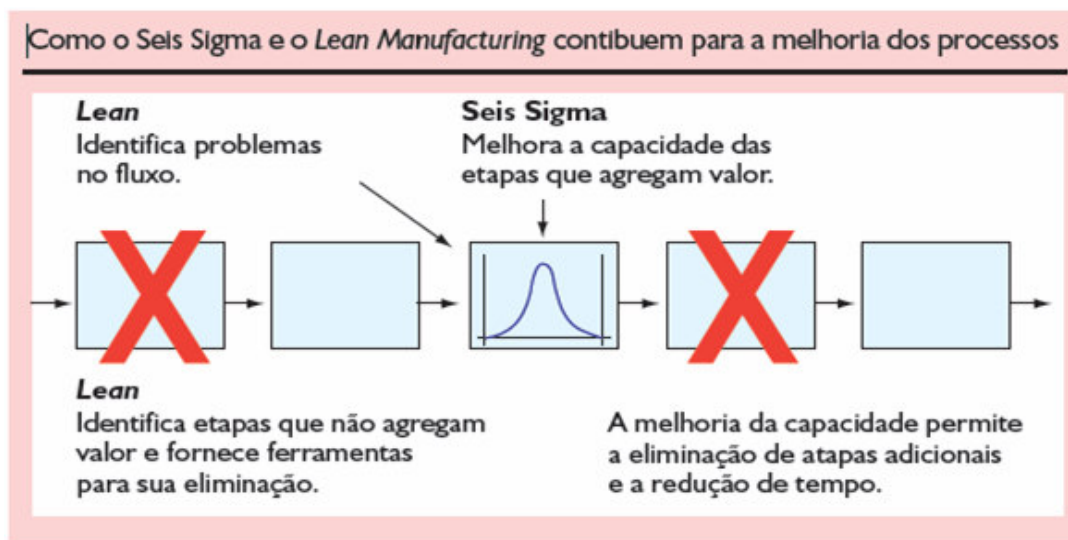 Como o Seis Sigma e o Lean Manufacturing contibuem para a melhoria dos processos
Lean
Identifica problemas
no fluxo.
Seis Sigma
Melhora a capacidade das
etapas que agregam valor.
Lean
Identifica etapas que não agregam
valor e fornece ferramentas
para sua eliminação.
A melhoria da capacidade permite
a eliminação de atapas adicionais
e a redução de tempo.